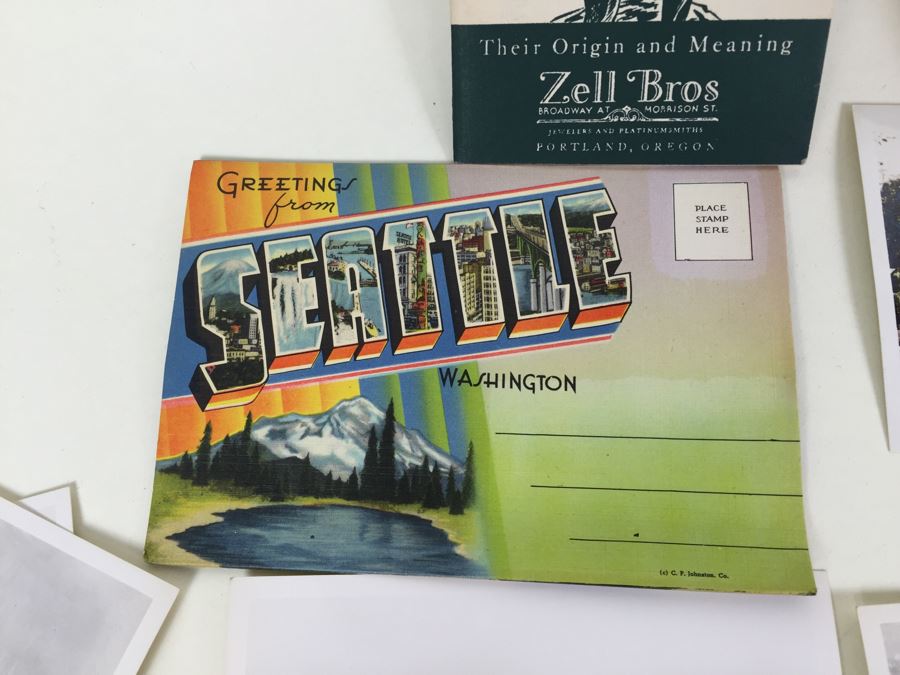 Their Origin and Meaning
Zell Bros
BROADWAY AT MORRISON ST.
JEWELERS AND PLATINUMSMITHS
PORTLAND, OREGON
GREETINGS
from
SEATTLE
WASHINGTON
PLACE
STAMP
HERE
(c) C. P. Johnston. Co.